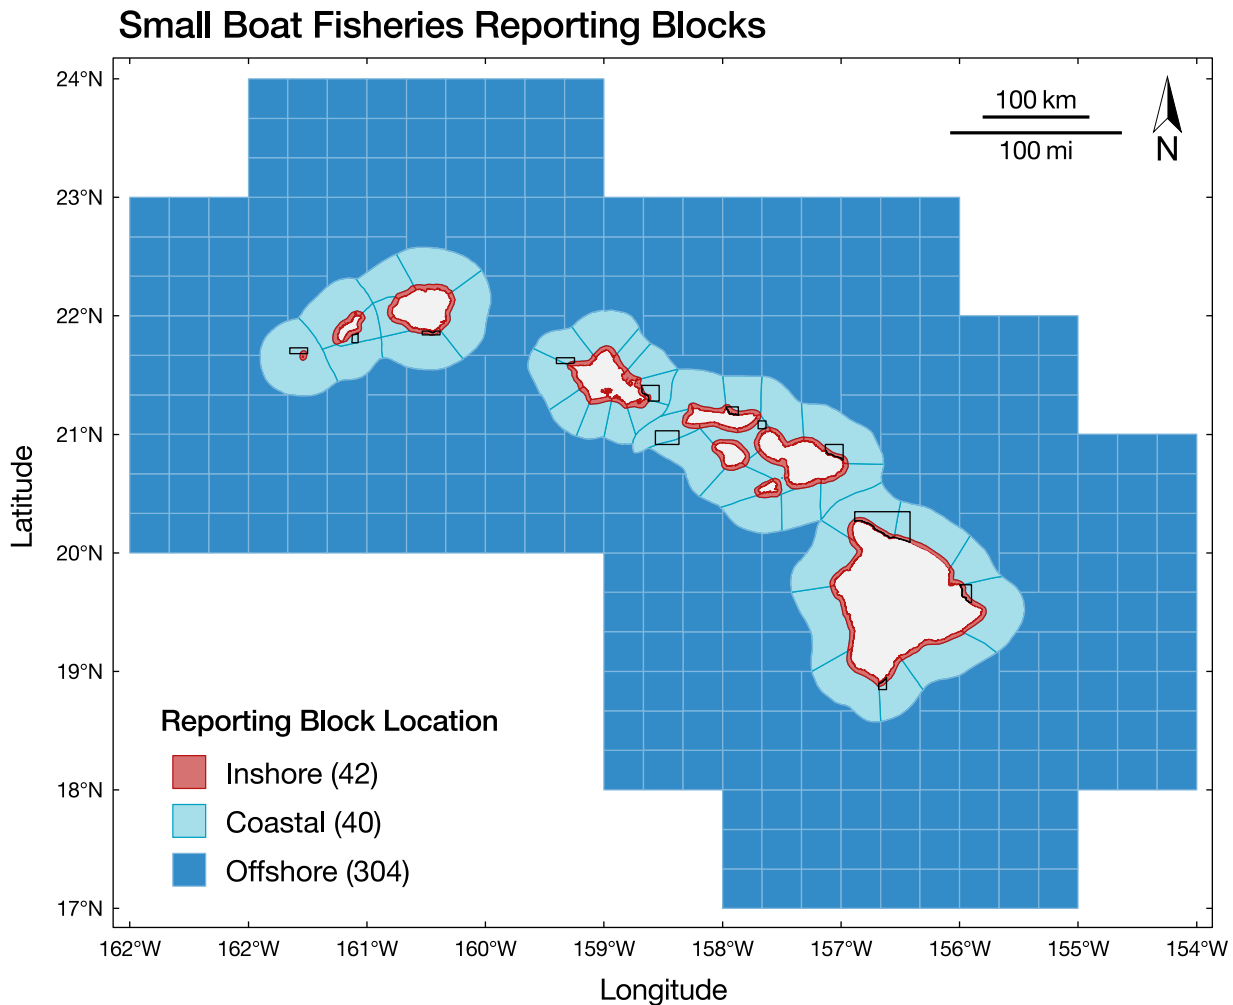 Small Boat Fisheries Reporting Blocks
24°N
23°N
22°N
21°N
20°N
19°N
18°N
17°N
Latitude
100 km
100 mi
N
Reporting Block Location
Inshore (42)
Coastal (40)
Offshore (304)
162°W 162°W 161°W 160°W 159°W 158°W 157°W 156°W 155°W 154°W
Longitude